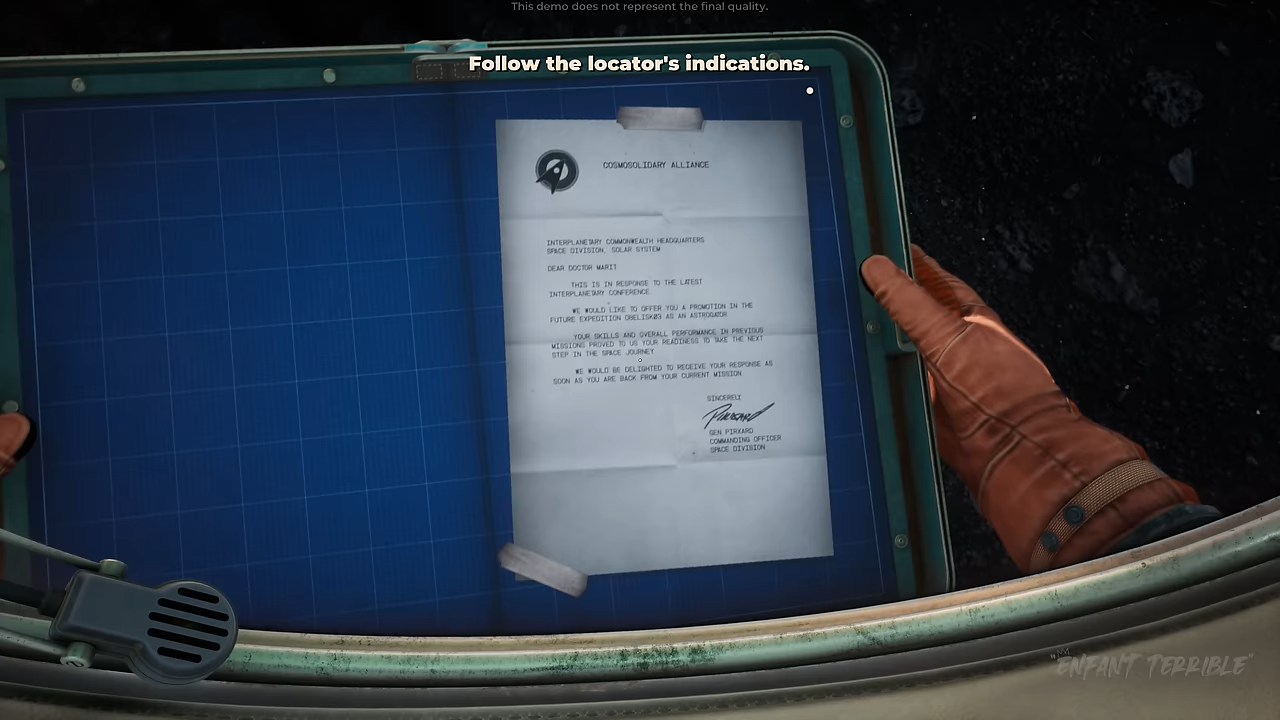 This demo does not represent the final quality.
Follow the locator's indications.
COSMOSOLIDARY ALLIANCE
INTERPLANETARY COMMONWEALTH HEADQUARTERS
SPACE DIVISION, SOLAR SYSTEM
DEAR DOCTOR MARIT
THIS IS IN RESPONSE TO THE LATEST
INTERPLANETARY CONFERENCE.
WE WOULD LIKE TO OFFER YOU A PROMOTION IN THE
FUTURE EXPEDITION OBELISK03 AS AN ASTROGATOR
YOUR SKILLS AND OVERALL PERFORMANCE IN PREVIOUS
MISSIONS PROVED TO US YOUR READINESS TO TAKE THE NEXT
STEP IN THE SPACE JOURNEY
WE WOULD BE DELIGHTED TO RECEIVE YOUR RESPONSE AS
SOON AS YOU ARE BACK FROM YOUR CURRENT MISSION
SINCERELY
GEN PIRXARD
COMMANDING OFFICER
SPACE DIVISION
"ENFANT TERRIBLE"